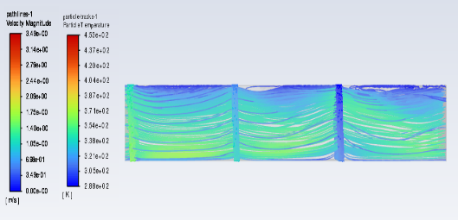 pathlines-1
Velocity Magnitude
3.48e+00
3.14e+00
2.79e+00
2.44e+00
2.09e+00
1.75e+00
1.40e+00
1.05e+00
6.98e-01
3.49e-01
0.00e+00
[ m/s ]
particle-tracks-1
Particle Temperature
4.53e+02
4.37e+02
4.20e+02
4.04e+02
3.87e+02
3.71e+02
3.54e+02
3.38e+02
3.21e+02
3.05e+02
2.88e+02
[ K ]